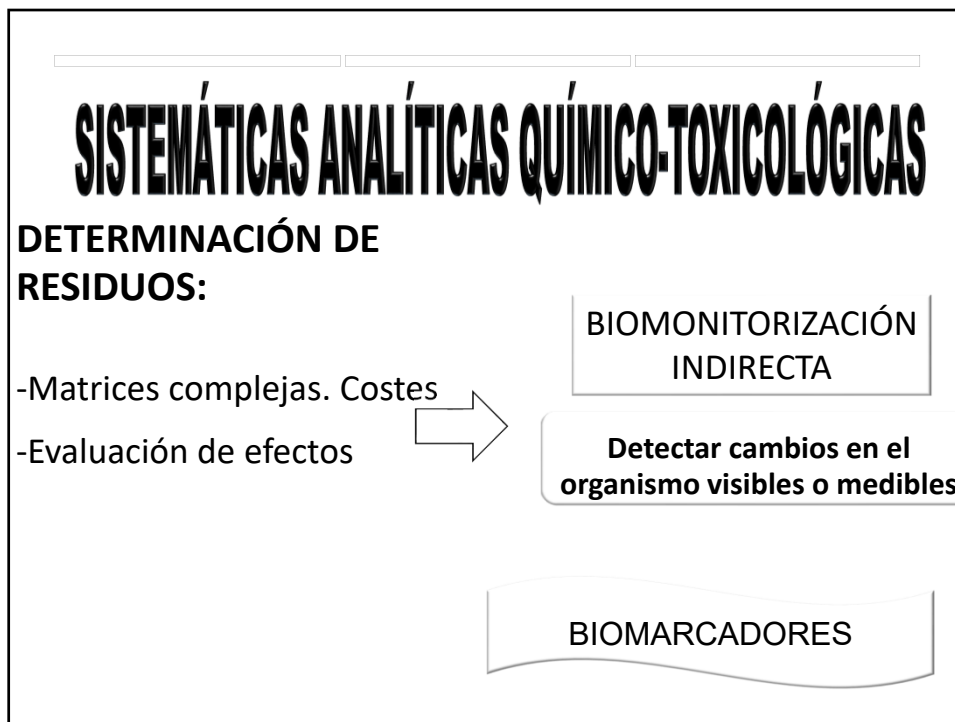 SISTEMÁTICAS ANALÍTICAS QUÍMICO-TOXICOLÓGICAS
DETERMINACIÓN DE
RESIDUOS:
-Matrices complejas. Costes
-Evaluación de efectos
BIOMONITORIZACIÓN
INDIRECTA
Detectar cambios en el
organismo visibles o medibles
BIOMARCADORES